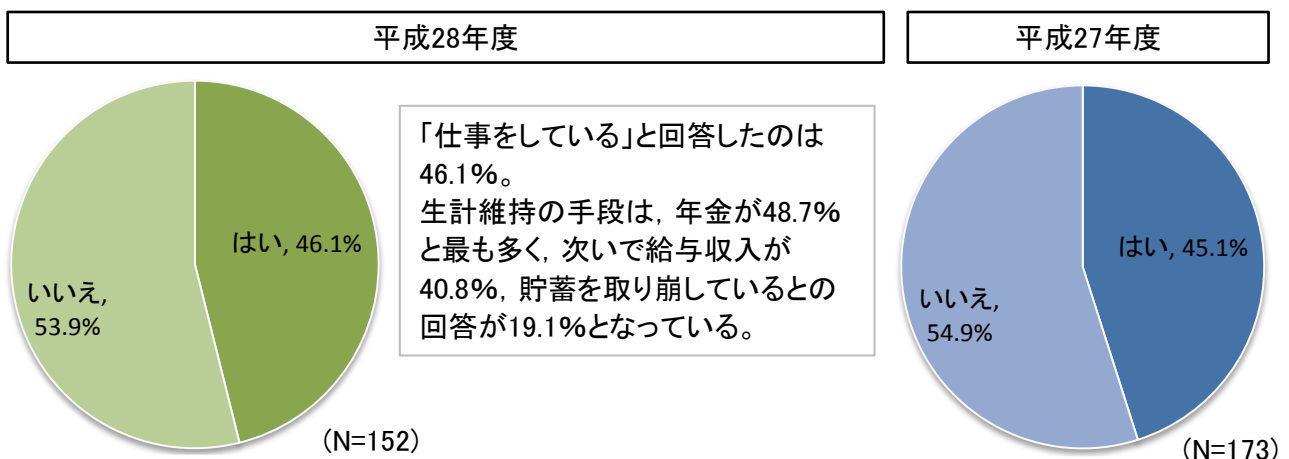 平成28年度
はい, 46.1%
いいえ,
53.9%
(N=152)
「仕事をしている」と回答したのは
46.1%。
生計維持の手段は，年金が48.7%
と最も多く，次いで給与収入が
40.8%，貯蓄を取り崩しているとの
回答が19.1%となっている。
平成27年度
はい, 45.1%
いいえ,
54.9%
(N=173)